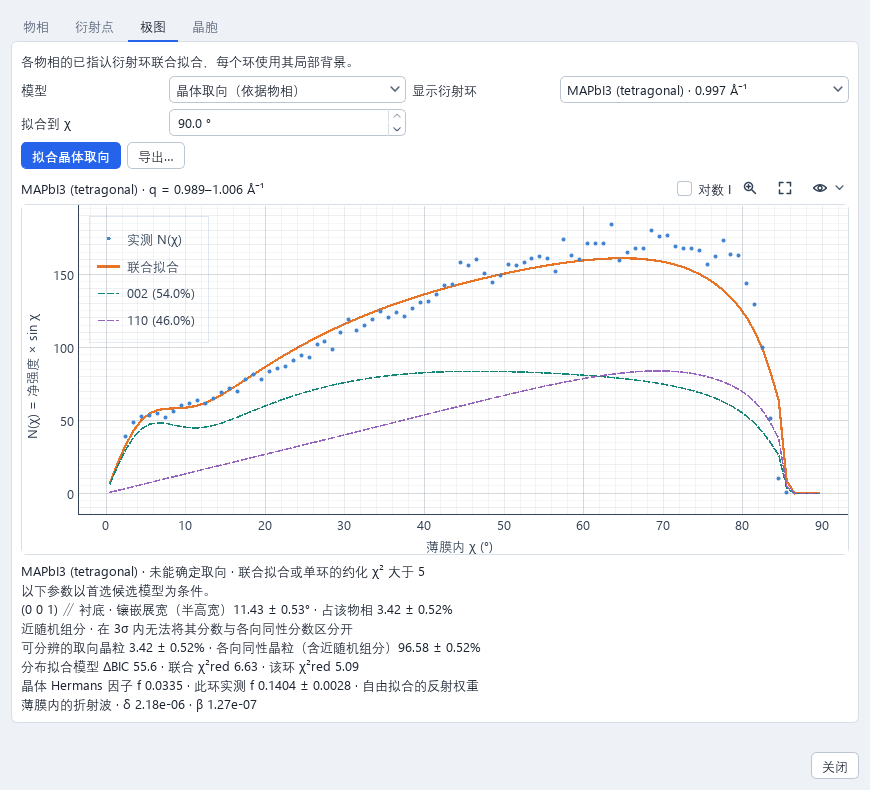 物相 衍射点 极图 晶胞
各物相的已指认衍射环联合拟合，每个环使用其局部背景。
模型 晶体取向（依据物相） 显示衍射环 MAPbI3 (tetragonal) · 0.997 Å⁻¹
拟合到 χ 90.0 °
拟合晶体取向 导出...
MAPbI3 (tetragonal) · q = 0.989–1.006 Å⁻¹ 对数 I
实测 N(χ)
联合拟合
002 (54.0%)
110 (46.0%)
N(χ) = 净强度 × sin χ
150
100
50
0
0 10 20 30 40 50 60 70 80 90
薄膜内 χ (°)
MAPbI3 (tetragonal) · 未能确定取向 · 联合拟合或单环的约化 χ² 大于 5
以下参数以首选候选模型为条件。
(0 0 1) ∥ 衬底 · 镶嵌展宽（半高宽）11.43 ± 0.53° · 占该物相 3.42 ± 0.52%
近随机组分 · 在 3σ 内无法将其分数与各向同性分数区分开
可分辨的取向晶粒 3.42 ± 0.52% · 各向同性晶粒（含近随机组分）96.58 ± 0.52%
分布拟合模型 ΔBIC 55.6 · 联合 χ²red 6.63 · 该环 χ²red 5.09
晶体 Hermans 因子 f 0.0335 · 此环实测 f 0.1404 ± 0.0028 · 自由拟合的反射权重
薄膜内的折射波 · δ 2.18e-06 · β 1.27e-07
关闭